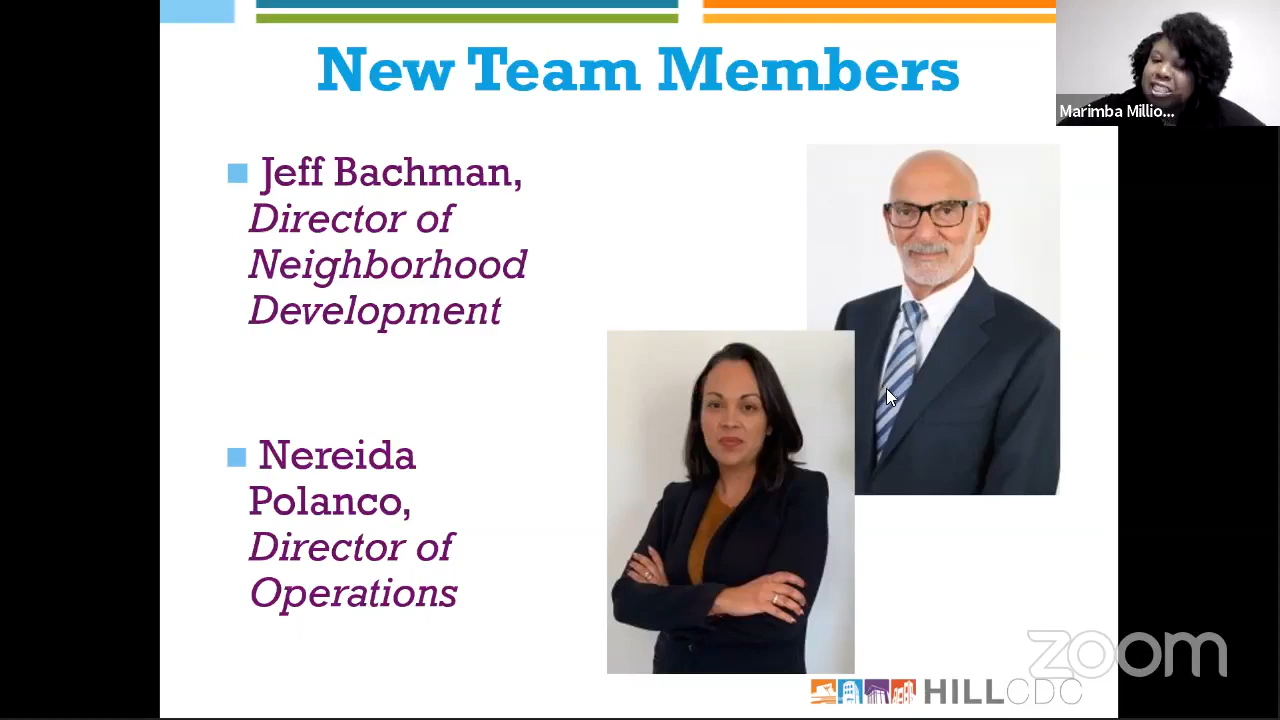 New Team Members
Marimba Millio...
Jeff Bachman,
Director of
Neighborhood
Development
Nereida
Polanco,
Director of
Operations
zoom
HILLCDC